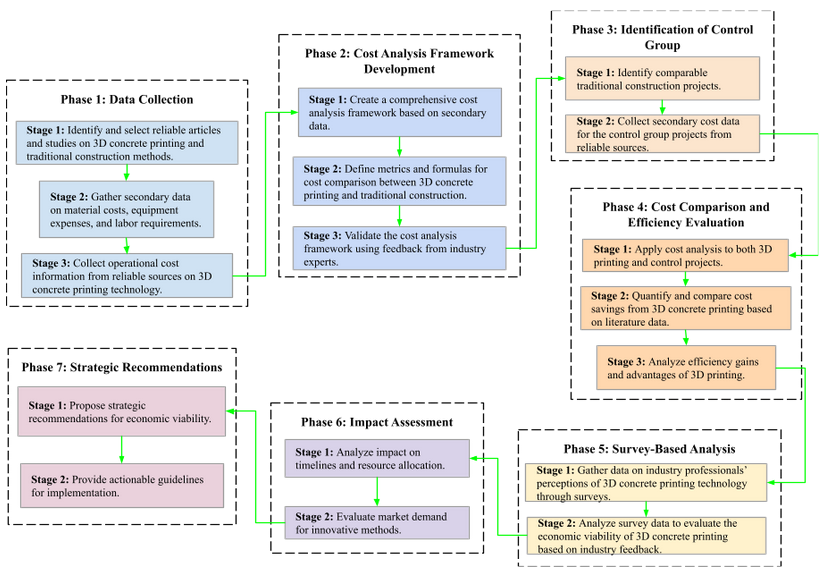 Phase 1: Data Collection
Stage 1: Identify and select reliable articles
and studies on 3D concrete printing and
traditional construction methods.
Stage 2: Gather secondary data
on material costs, equipment
expenses, and labor requirements.
Stage 3: Collect operational cost
information from reliable sources on 3D
concrete printing technology.
Phase 2: Cost Analysis Framework
Development
Stage 1: Create a comprehensive cost
analysis framework based on secondary
data.
Stage 2: Define metrics and formulas for
cost comparison between 3D concrete
printing and traditional construction.
Stage 3: Validate the cost analysis
framework using feedback from industry
experts.
Phase 3: Identification of Control
Group
Stage 1: Identify comparable
traditional construction projects.
Stage 2: Collect secondary cost data
for the control group projects from
reliable sources.
Phase 4: Cost Comparison and
Efficiency Evaluation
Stage 1: Apply cost analysis to both 3D
printing and control projects.
Stage 2: Quantify and compare cost
savings from 3D concrete printing based
on literature data.
Stage 3: Analyze efficiency gains
and advantages of 3D printing.
Phase 5: Survey-Based Analysis
Stage 1: Gather data on industry professionals’
perceptions of 3D concrete printing technology
through surveys.
Stage 2: Analyze survey data to evaluate the
economic viability of 3D concrete printing
based on industry feedback.
Phase 6: Impact Assessment
Stage 1: Analyze impact on
timelines and resource allocation.
Stage 2: Evaluate market demand
for innovative methods.
Phase 7: Strategic Recommendations
Stage 1: Propose strategic
recommendations for economic viability.
Stage 2: Provide actionable guidelines
for implementation.